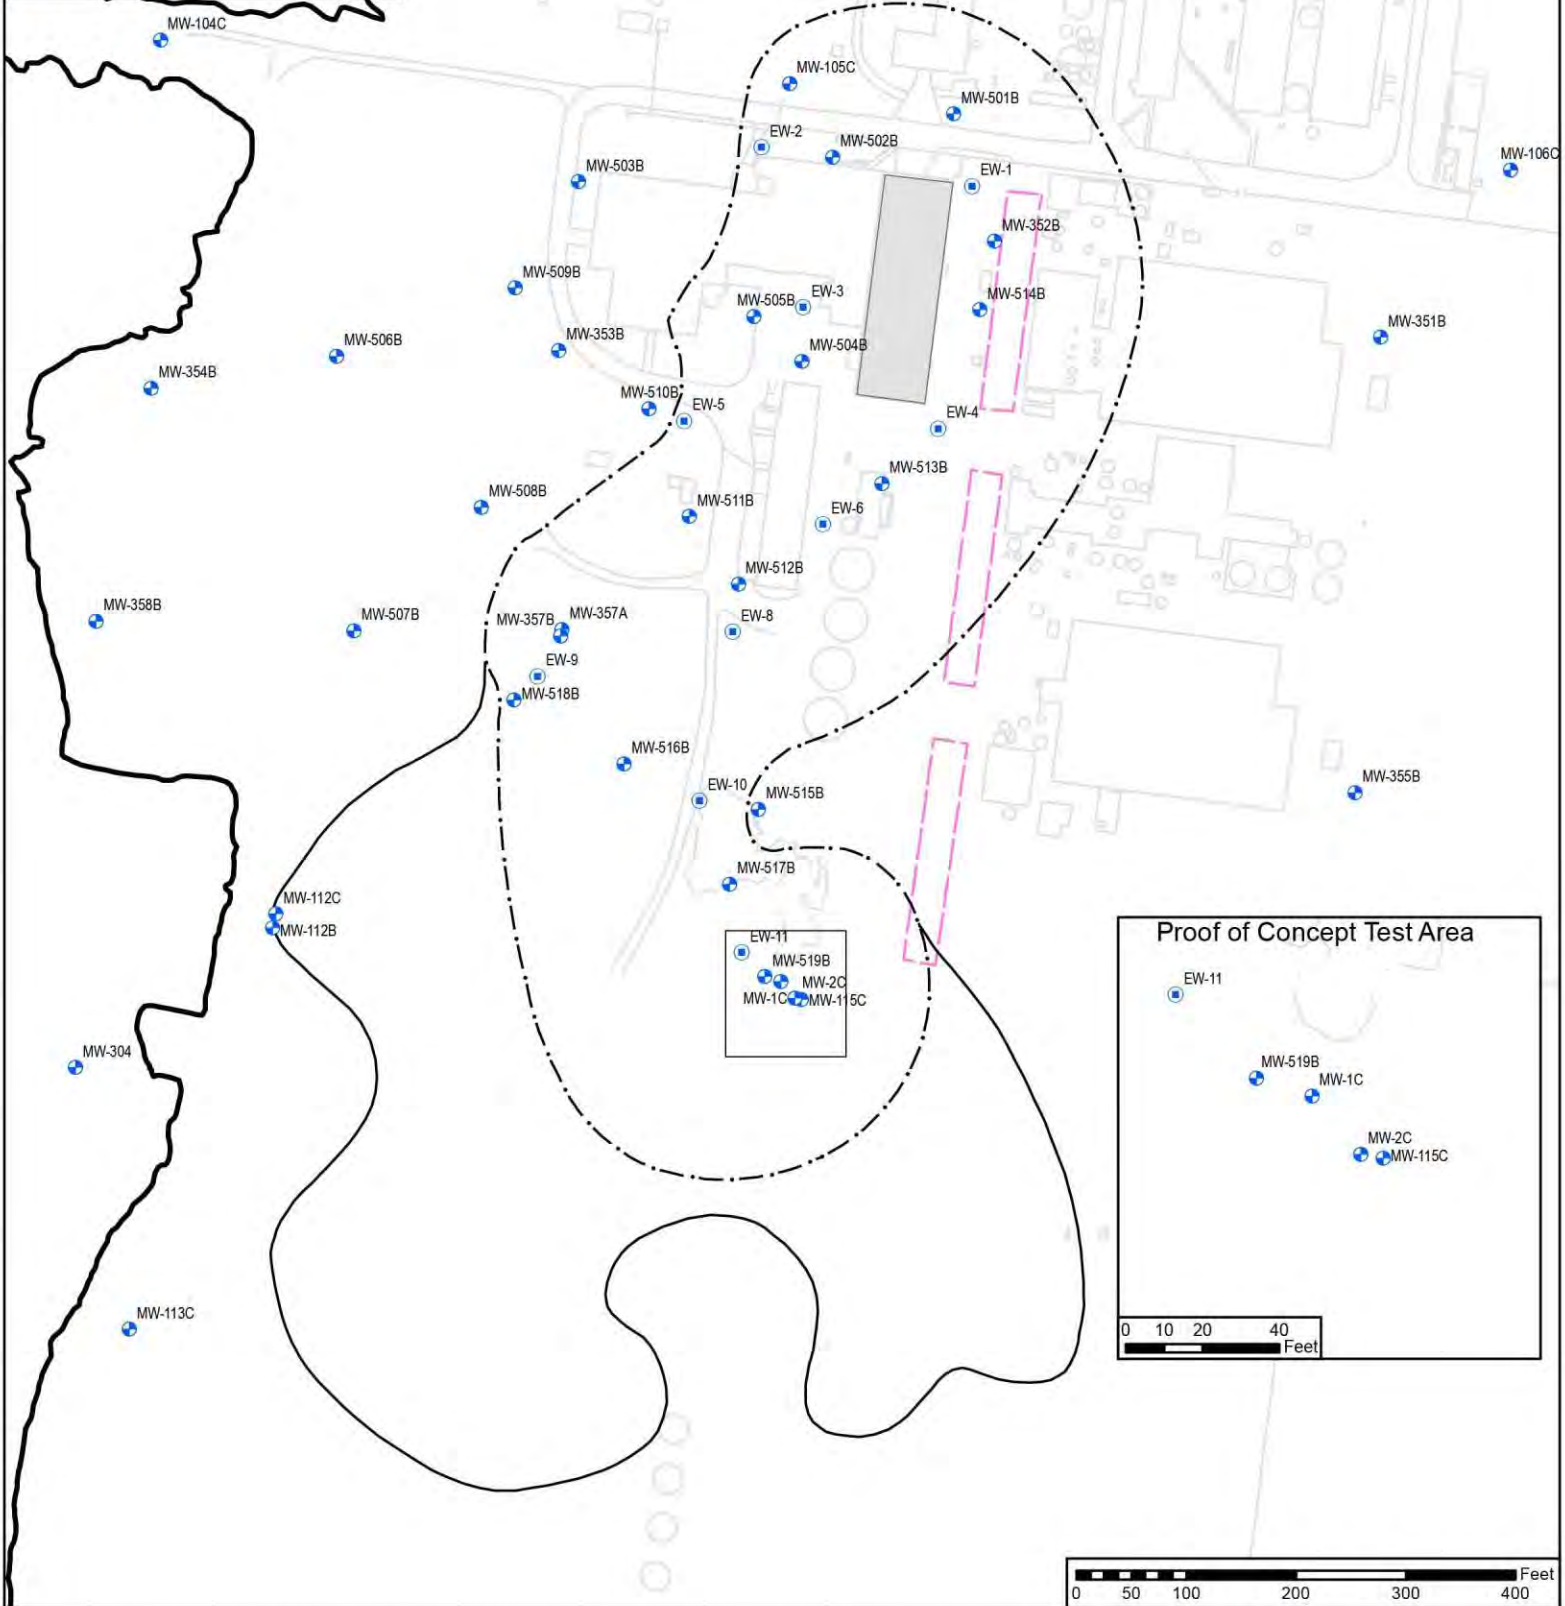 MW-104C
MW-105C
MW-501B
EW-2
MW-502B
MW-106C
MW-503B
EW-1
MW-352B
MW-509B
MW-505B
EW-3
MW-514B
MW-351B
MW-506B
MW-353B
MW-504B
MW-354B
MW-510B
EW-5
EW-4
MW-513B
MW-508B
MW-511B
EW-6
MW-512B
MW-358B
MW-507B
MW-357B
MW-357A
EW-8
EW-9
MW-518B
MW-516B
EW-10
MW-515B
MW-355B
MW-517B
MW-112C
MW-112B
EW-11
MW-519B
MW-2C
MW-1C
MW-115C
MW-304
MW-113C
Proof of Concept Test Area
EW-11
MW-519B
MW-1C
MW-2C
MW-115C
0 10 20 40
Feet
Feet
0 50 100 200 300 400